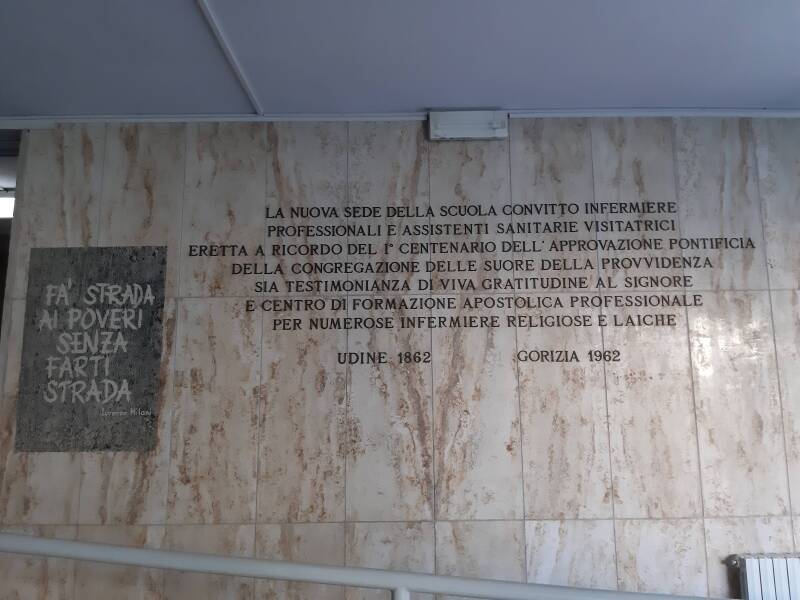 LA NUOVA SEDE DELLA SCUOLA CONVITTO INFERMIERE
PROFESSIONALI E ASSISTENTI SANITARIE VISITATRICI
ERETTA A RICORDO DEL 1° CENTENARIO DELL' APPROVAZIONE PONTIFICIA
DELLA CONGREGAZIONE DELLE SUORE DELLA PROVVIDENZA
SIA TESTIMONIANZA DI VIVA GRATITUDINE AL SIGNORE
E CENTRO DI FORMAZIONE APOSTOLICA PROFESSIONALE
PER NUMEROSE INFERMIERE RELIGIOSE E LAICHE
UDINE 1862 GORIZIA 1962
FA' STRADA
AI POVERI
SENZA
FARTI
STRADA
Lorenzo Milani